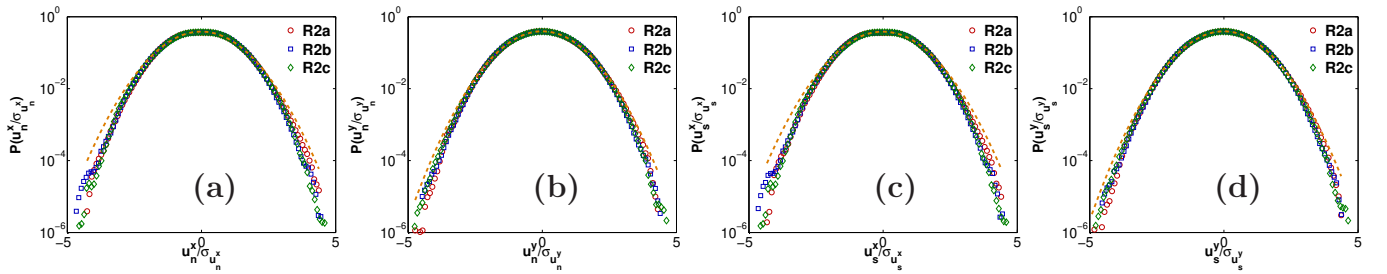 10^0
10^-2
10^-4
10^-6
P(u_n^x/σ_{u_n^x})
R2a
R2b
R2c
(a)
-5 0 5
u_n^x/σ_{u_n^x}
10^0
10^-2
10^-4
10^-6
P(u_n^y/σ_{u_n^y})
R2a
R2b
R2c
(b)
-5 0 5
u_n^y/σ_{u_n^y}
10^0
10^-2
10^-4
10^-6
P(u_s^x/σ_{u_s^x})
R2a
R2b
R2c
(c)
-5 0 5
u_s^x/σ_{u_s^x}
10^0
10^-2
10^-4
10^-6
P(u_s^y/σ_{u_s^y})
R2a
R2b
R2c
(d)
-5 0 5
u_s^y/σ_{u_s^y}